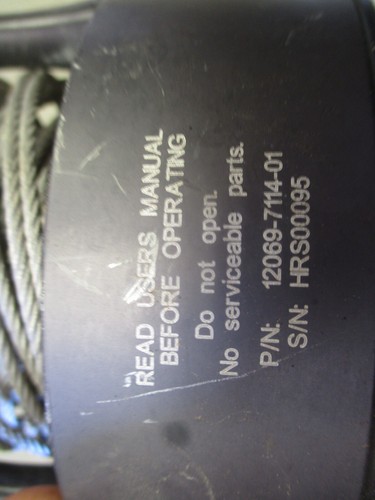 READ USERS MANUAL
BEFORE OPERATING
Do not open.
No serviceable parts.
P/N: 12069-7114-01
S/N: HRS00095